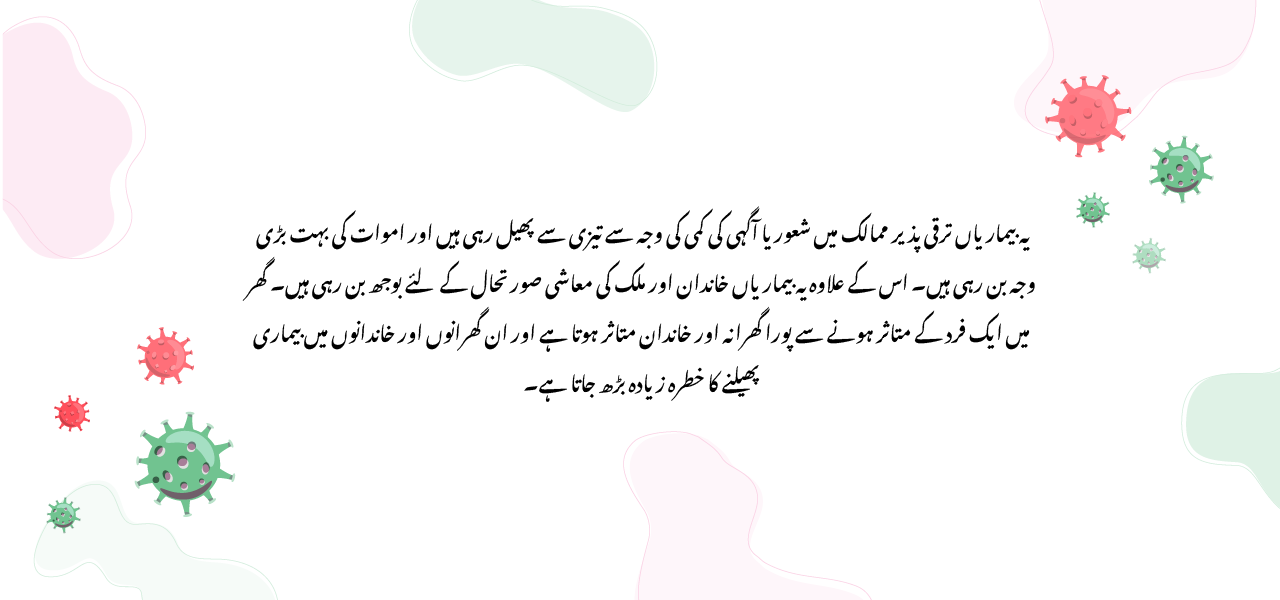 یہ بیماریاں ترقی پذیر ممالک میں شعور یا آگہی کی کمی کی وجہ سے تیزی سے پھیل رہی ہیں اور اموات کی بہت بڑی
وجہ بن رہی ہیں۔ اس کے علاوہ یہ بیماریاں خاندان اور ملک کی معاشی صورتحال کے لئے بوجھ بن رہی ہیں۔ گھر
میں ایک فرد کے متاثر ہونے سے پورا گھرانہ اور خاندان متاثر ہوتا ہے اور ان گھرانوں اور خاندانوں میں بیماری
پھیلنے کا خطرہ زیادہ بڑھ جاتا ہے۔